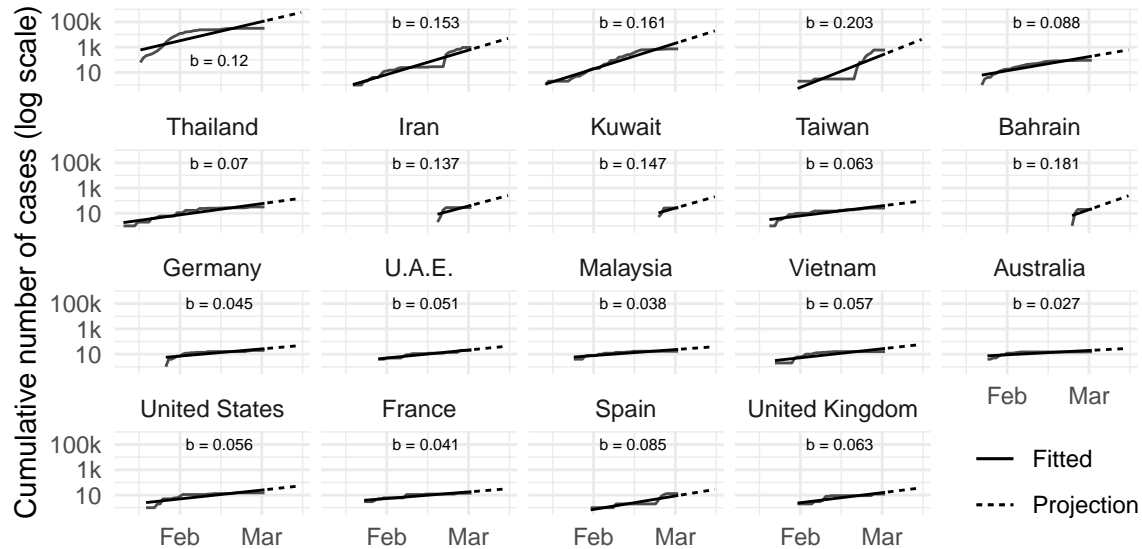 Cumulative number of cases (log scale)
100k
1k
10
b = 0.12
b = 0.153
b = 0.161
b = 0.203
b = 0.088
Thailand
Iran
Kuwait
Taiwan
Bahrain
100k
1k
10
b = 0.07
b = 0.137
b = 0.147
b = 0.063
b = 0.181
Germany
U.A.E.
Malaysia
Vietnam
Australia
100k
1k
10
b = 0.045
b = 0.051
b = 0.038
b = 0.057
b = 0.027
Feb
Mar
United States
France
Spain
United Kingdom
100k
1k
10
b = 0.056
b = 0.041
b = 0.085
b = 0.063
Feb
Mar
Feb
Mar
Feb
Mar
Feb
Mar
Fitted
Projection